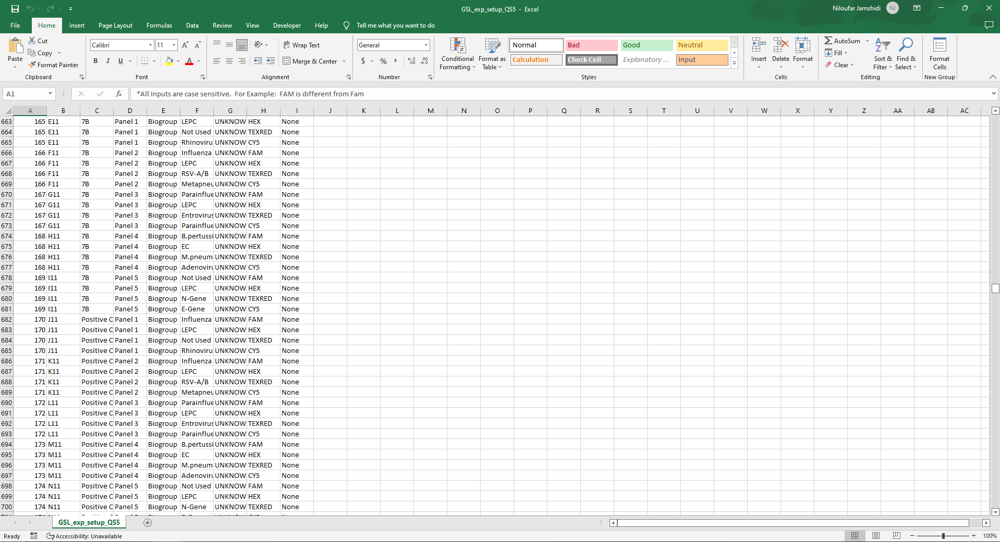 GSL_exp_setup_QS5 - Excel
Niloufar Jamshidi NJ
File Home Insert Page Layout Formulas Data Review View Developer Help Tell me what you want to do
Paste Cut Copy Format Painter Clipboard
Calibri 11 B I U A Font
Wrap Text Merge & Center Alignment
General $ % Number
Conditional Formatting Format as Table
Normal Bad Good Neutral
Calculation Check Cell Explanatory ... Input
Styles
Insert Delete Format Cells
AutoSum Fill Clear Sort & Filter Find & Select Editing
Format Cells New Group
A1 fx *All Inputs are case sensitive. For Example: FAM is different from Fam
A B C D E F G H I J K L M N O P Q R S T U V W X Y Z AA AB AC
663 165 E11 7B Panel 1 Biogroup LEPC UNKNOW HEX None
664 165 E11 7B Panel 1 Biogroup Not Used UNKNOW TEXRED None
665 165 E11 7B Panel 1 Biogroup Rhinoviru UNKNOW CY5 None
666 166 F11 7B Panel 2 Biogroup Influenza UNKNOW FAM None
667 166 F11 7B Panel 2 Biogroup LEPC UNKNOW HEX None
668 166 F11 7B Panel 2 Biogroup RSV-A/B UNKNOW TEXRED None
669 166 F11 7B Panel 2 Biogroup Metapneu UNKNOW CY5 None
670 167 G11 7B Panel 3 Biogroup Parainflue UNKNOW FAM None
671 167 G11 7B Panel 3 Biogroup LEPC UNKNOW HEX None
672 167 G11 7B Panel 3 Biogroup Entrovirus UNKNOW TEXRED None
673 167 G11 7B Panel 3 Biogroup Parainflue UNKNOW CY5 None
674 168 H11 7B Panel 4 Biogroup B.pertussi UNKNOW FAM None
675 168 H11 7B Panel 4 Biogroup EC UNKNOW HEX None
676 168 H11 7B Panel 4 Biogroup M.pneum UNKNOW TEXRED None
677 168 H11 7B Panel 4 Biogroup Adenoviru UNKNOW CY5 None
678 169 I11 7B Panel 5 Biogroup Not Used UNKNOW FAM None
679 169 I11 7B Panel 5 Biogroup LEPC UNKNOW HEX None
680 169 I11 7B Panel 5 Biogroup N-Gene UNKNOW TEXRED None
681 169 I11 7B Panel 5 Biogroup E-Gene UNKNOW CY5 None
682 170 J11 Positive C Panel 1 Biogroup Influenza UNKNOW FAM None
683 170 J11 Positive C Panel 1 Biogroup LEPC UNKNOW HEX None
684 170 J11 Positive C Panel 1 Biogroup Not Used UNKNOW TEXRED None
685 170 J11 Positive C Panel 1 Biogroup Rhinoviru UNKNOW CY5 None
686 171 K11 Positive C Panel 2 Biogroup Influenza UNKNOW FAM None
687 171 K11 Positive C Panel 2 Biogroup LEPC UNKNOW HEX None
688 171 K11 Positive C Panel 2 Biogroup RSV-A/B UNKNOW TEXRED None
689 171 K11 Positive C Panel 2 Biogroup Metapneu UNKNOW CY5 None
690 172 L11 Positive C Panel 3 Biogroup Parainflue UNKNOW FAM None
691 172 L11 Positive C Panel 3 Biogroup LEPC UNKNOW HEX None
692 172 L11 Positive C Panel 3 Biogroup Entrovirus UNKNOW TEXRED None
693 172 L11 Positive C Panel 3 Biogroup Parainflue UNKNOW CY5 None
694 173 M11 Positive C Panel 4 Biogroup B.pertussi UNKNOW FAM None
695 173 M11 Positive C Panel 4 Biogroup EC UNKNOW HEX None
696 173 M11 Positive C Panel 4 Biogroup M.pneum UNKNOW TEXRED None
697 173 M11 Positive C Panel 4 Biogroup Adenoviru UNKNOW CY5 None
698 174 N11 Positive C Panel 5 Biogroup Not Used UNKNOW FAM None
699 174 N11 Positive C Panel 5 Biogroup LEPC UNKNOW HEX None
700 174 N11 Positive C Panel 5 Biogroup N-Gene UNKNOW TEXRED None
GSL_exp_setup_QS5
Ready Accessibility: Unavailable 100%